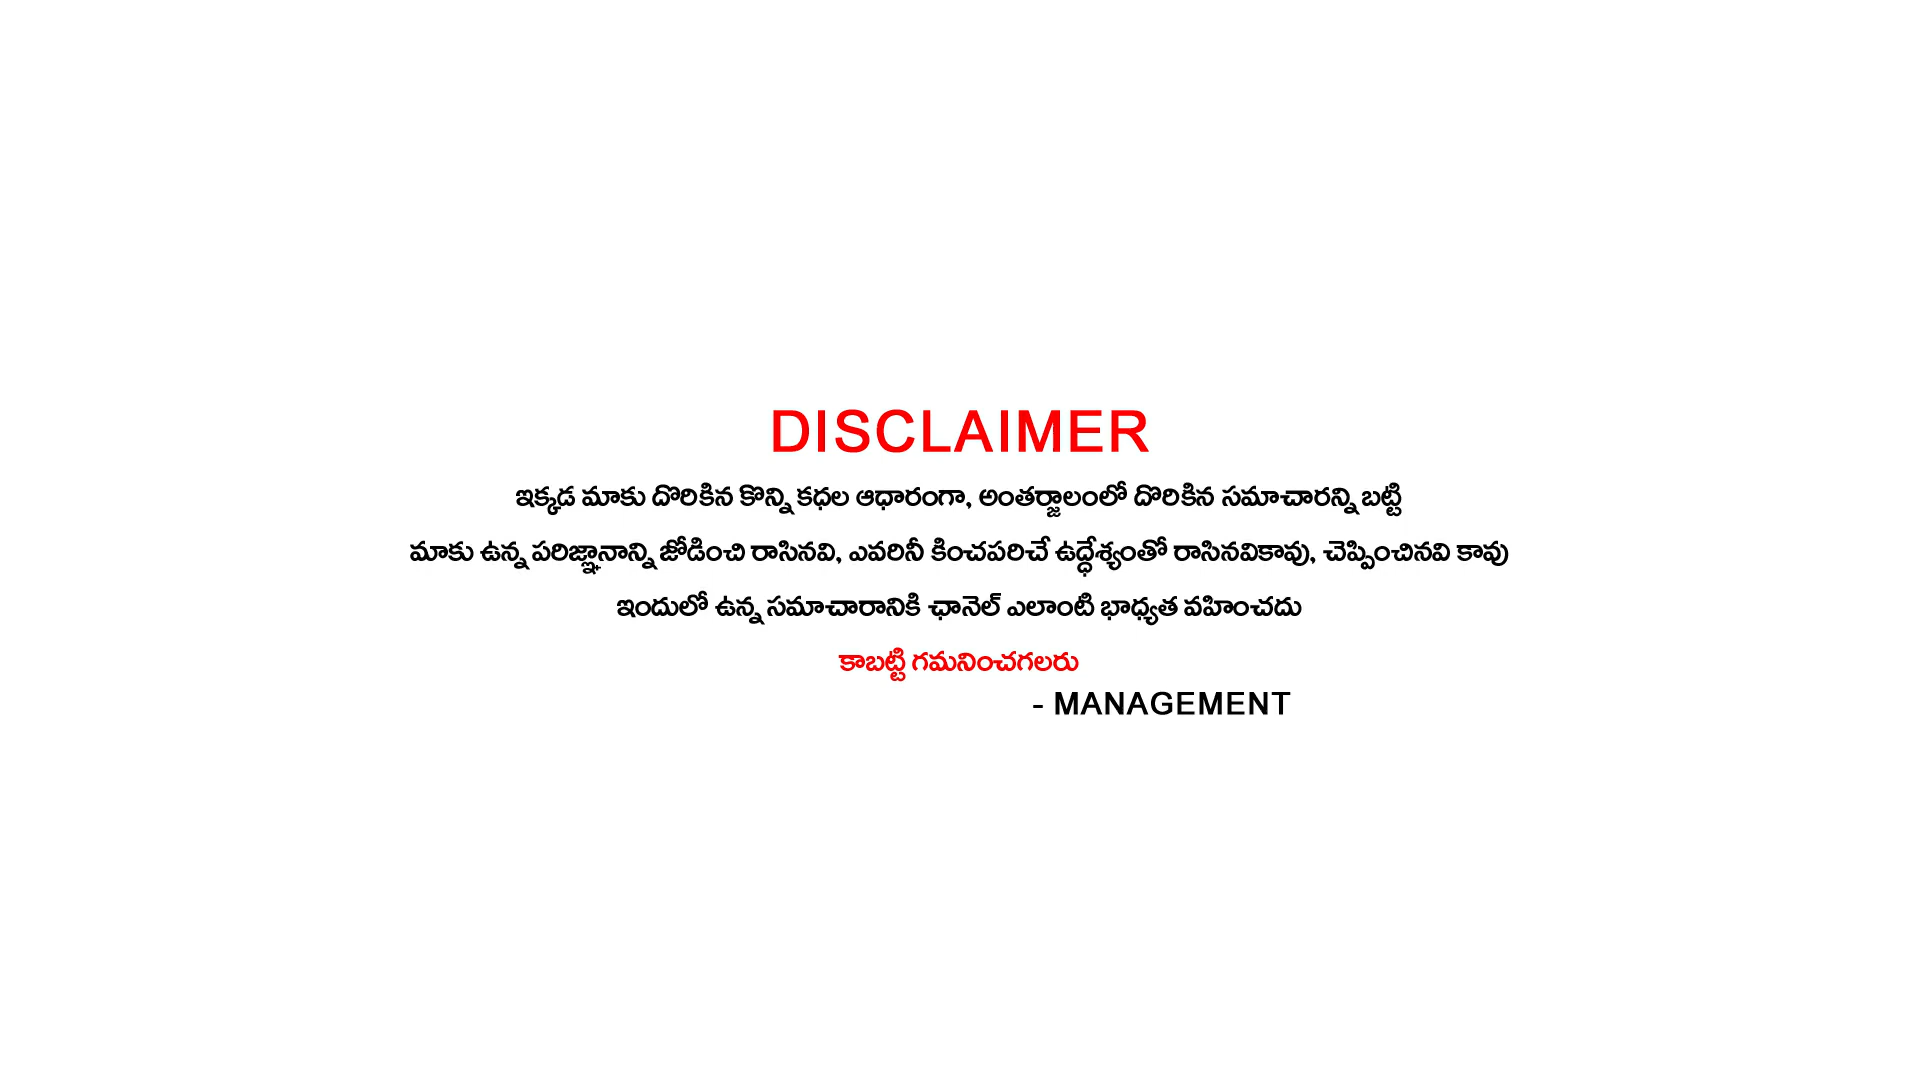 DISCLAIMER
ఇక్కడ మాకు దొరికిన కొన్ని కధల ఆధారంగా, అంతర్జాలంలో దొరికిన సమాచారన్ని బట్టి
మాకు ఉన్న పరిజ్ఞానాన్ని జోడించి రాసినవి, ఎవరినీ కించపరిచే ఉద్ధేశ్యంతో రాసినవికావు, చెప్పించినవి కావు
ఇందులో ఉన్న సమాచారానికి ఛానెల్ ఎలాంటి భాధ్యత వహించదు
కాబట్టి గమనించగలరు
- MANAGEMENT